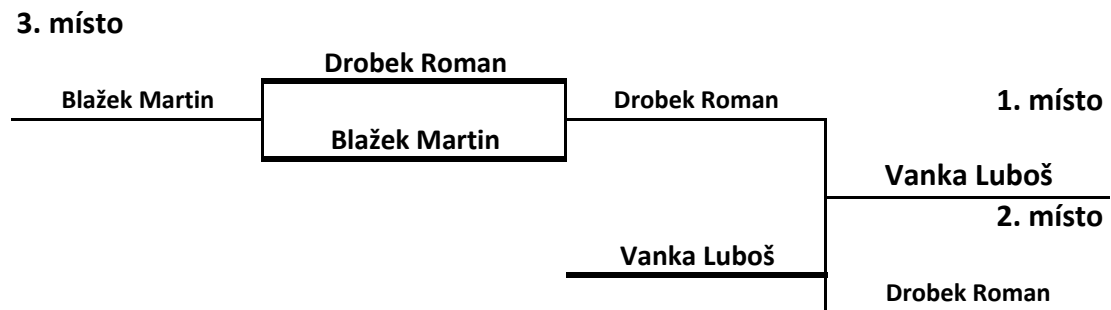 3. místo
Drobek Roman
Blažek Martin
Drobek Roman
1. místo
Blažek Martin
Vanka Luboš
2. místo
Vanka Luboš
Drobek Roman